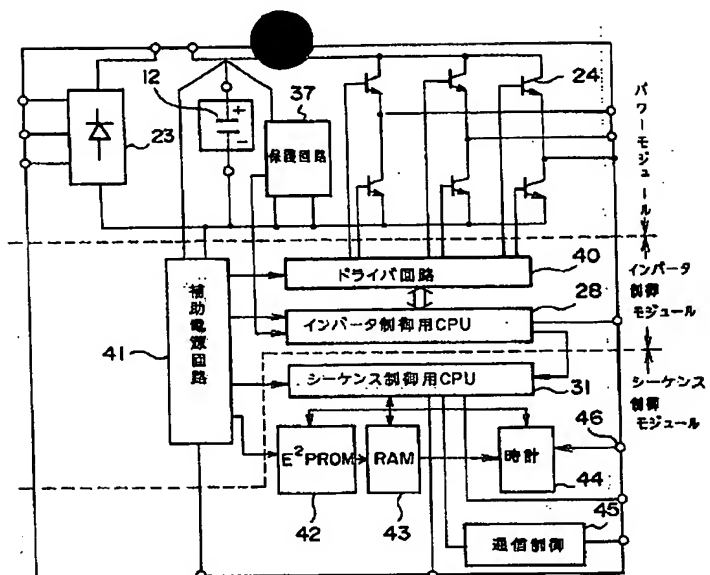 12
37
24
23
+
−
保護回路
パワーモジュール
補助電源回路
41
ドライバ回路
40
インバータ
制御
モジュール
インバータ制御用CPU
28
シーケンス制御用CPU
31
シーケンス
制御
モジュール
46
E²PROM
RAM
時計
42
43
44
45
通信制御